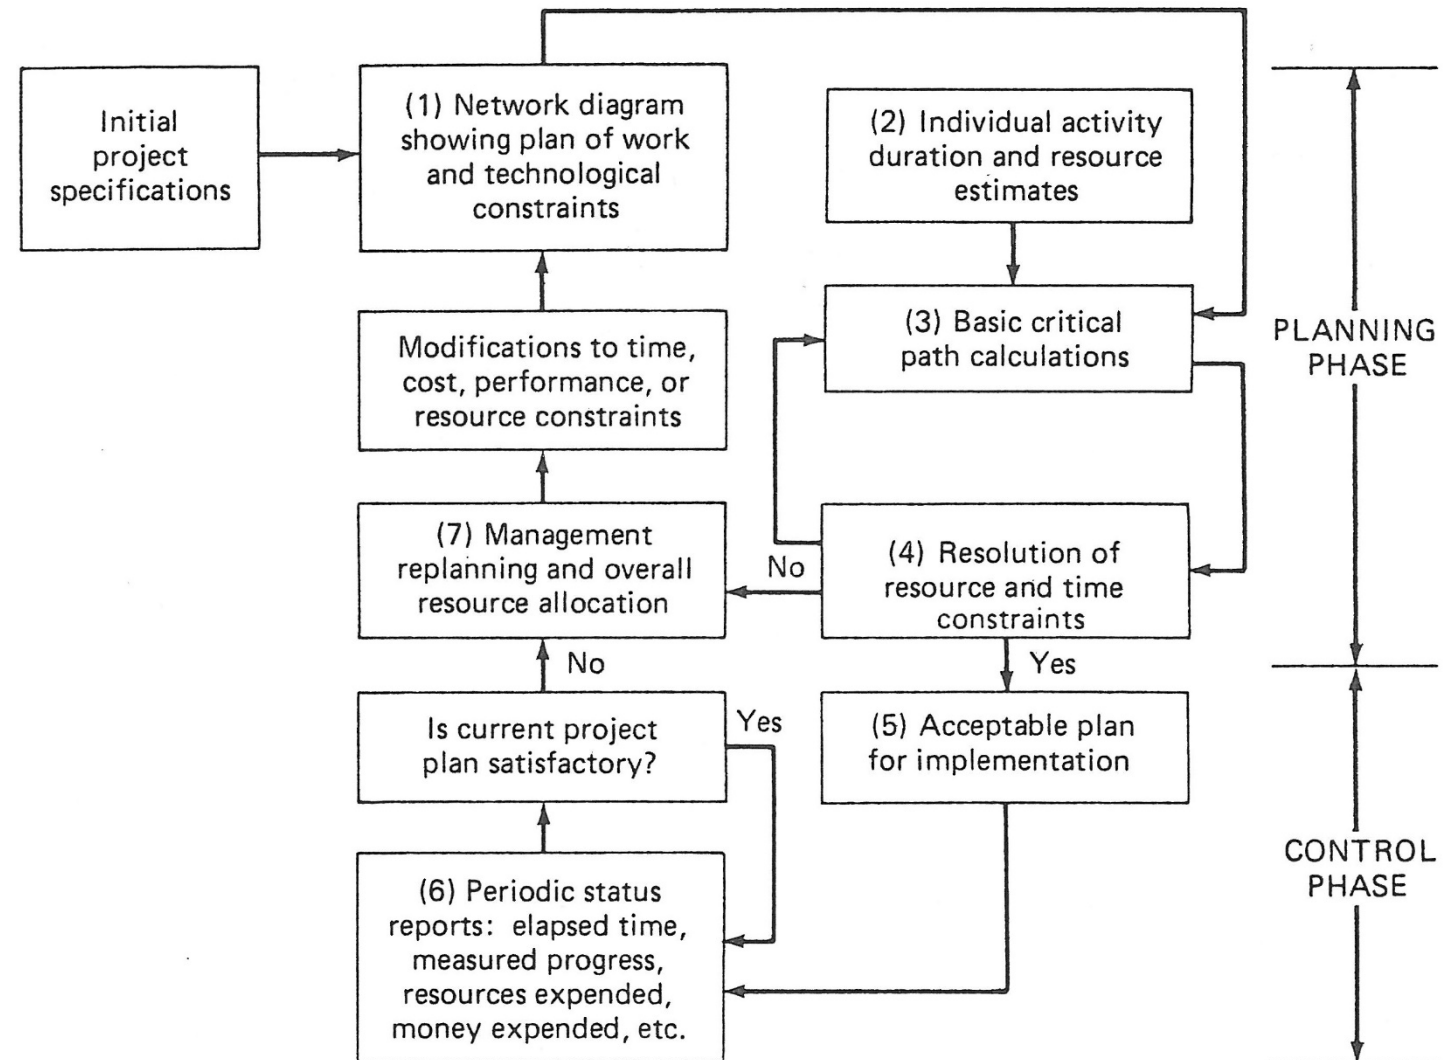 Initial
project
specifications
(1) Network diagram
showing plan of work
and technological
constraints
(2) Individual activity
duration and resource
estimates
(3) Basic critical
path calculations
PLANNING
PHASE
Modifications to time,
cost, performance, or
resource constraints
(7) Management
replanning and overall
resource allocation
No
(4) Resolution of
resource and time
constraints
No
Yes
Is current project
plan satisfactory?
Yes
(5) Acceptable plan
for implementation
(6) Periodic status
reports: elapsed time,
measured progress,
resources expended,
money expended, etc.
CONTROL
PHASE